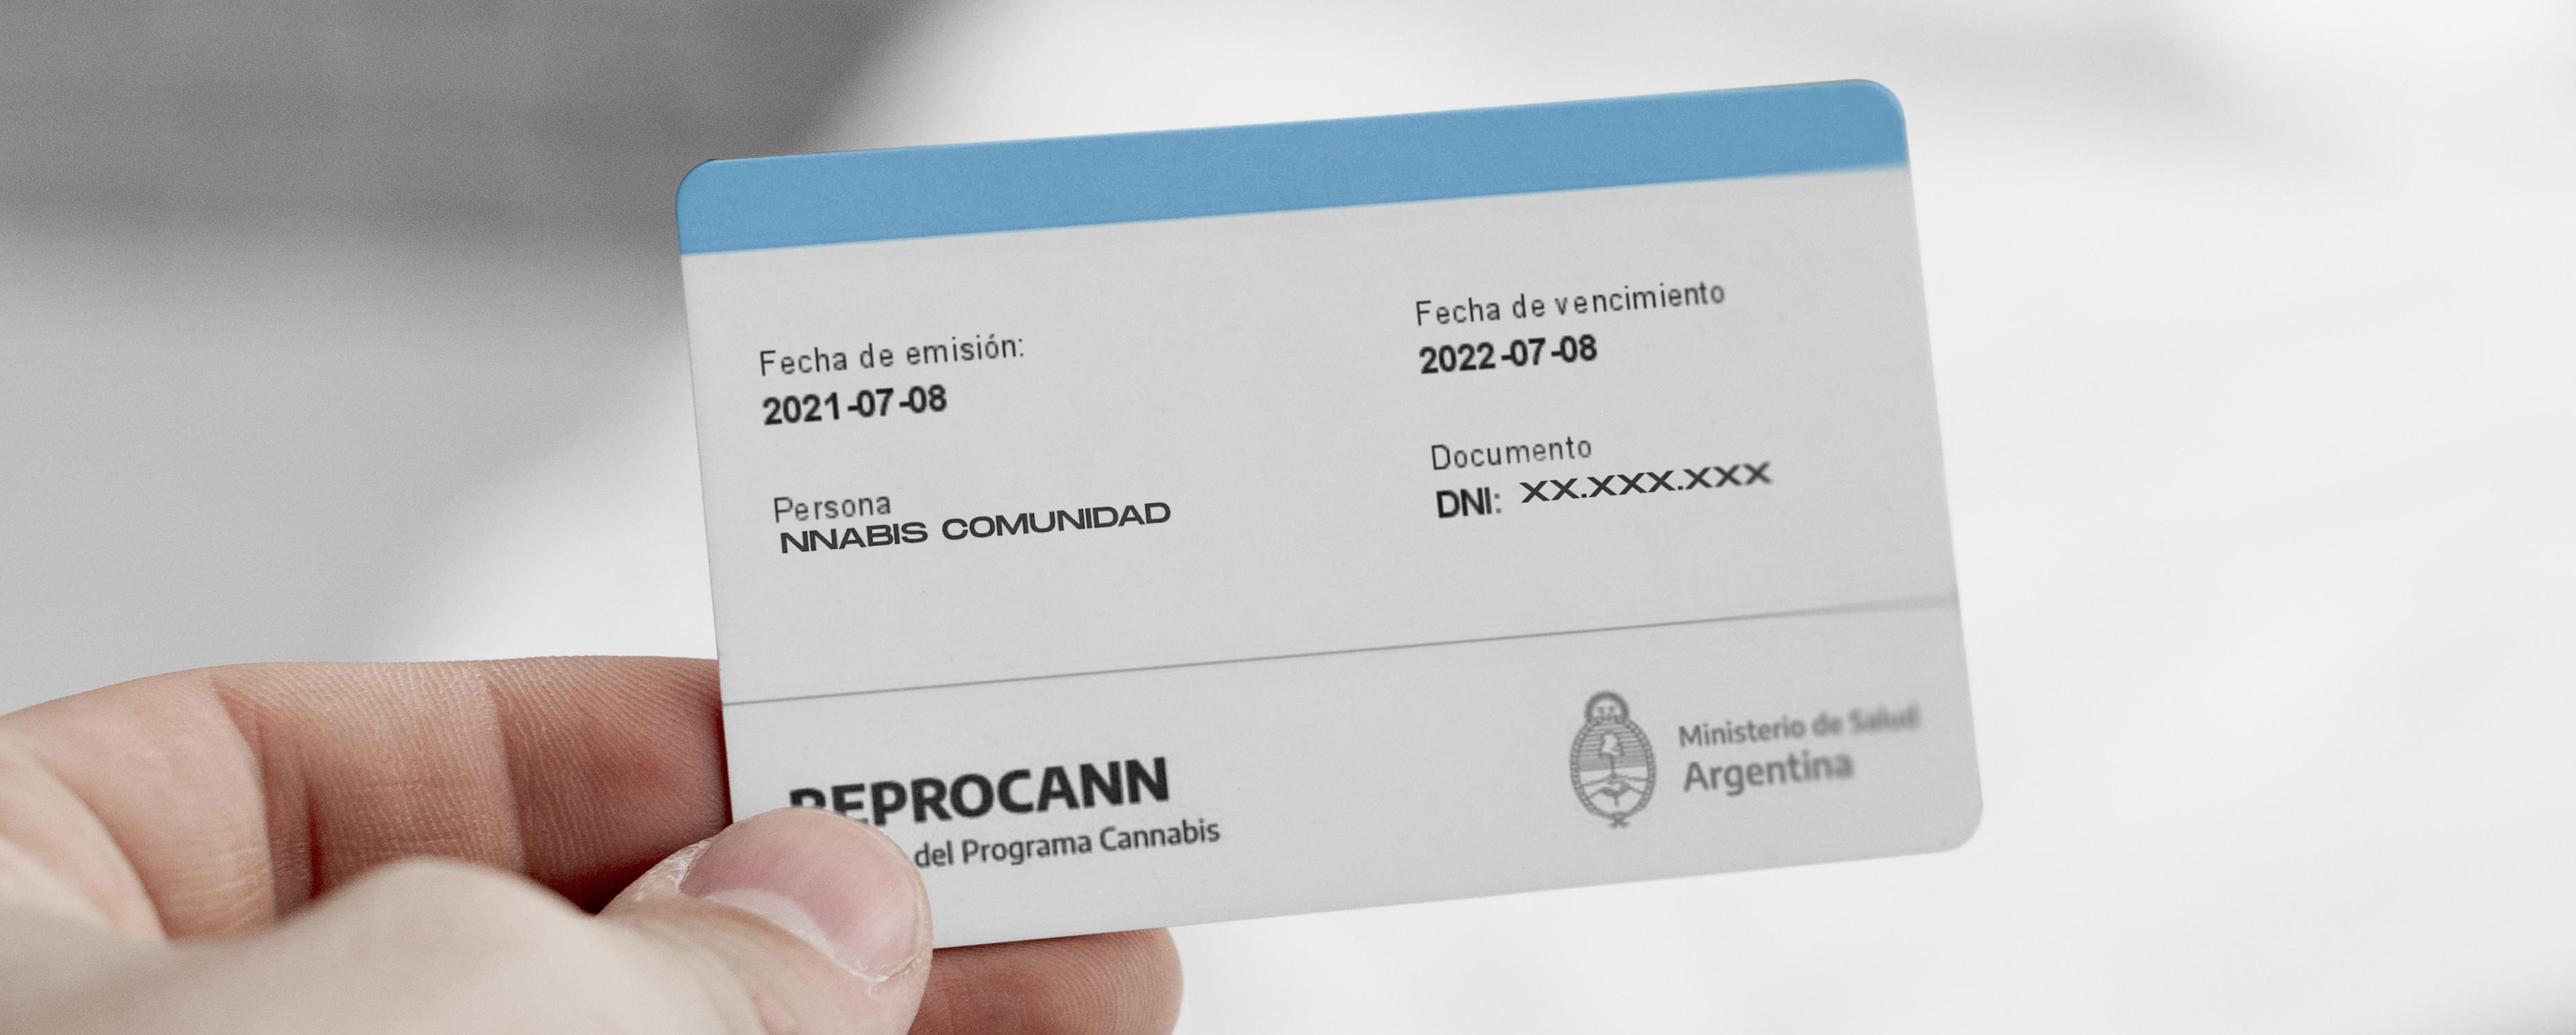 Fecha de emisión:
2021-07-08
Fecha de vencimiento
2022-07-08
Persona
NNABIS COMUNIDAD
Documento
DNI: XX.XXX.XXX
REPROCANN
del Programa Cannabis
Ministerio de Salud
Argentina